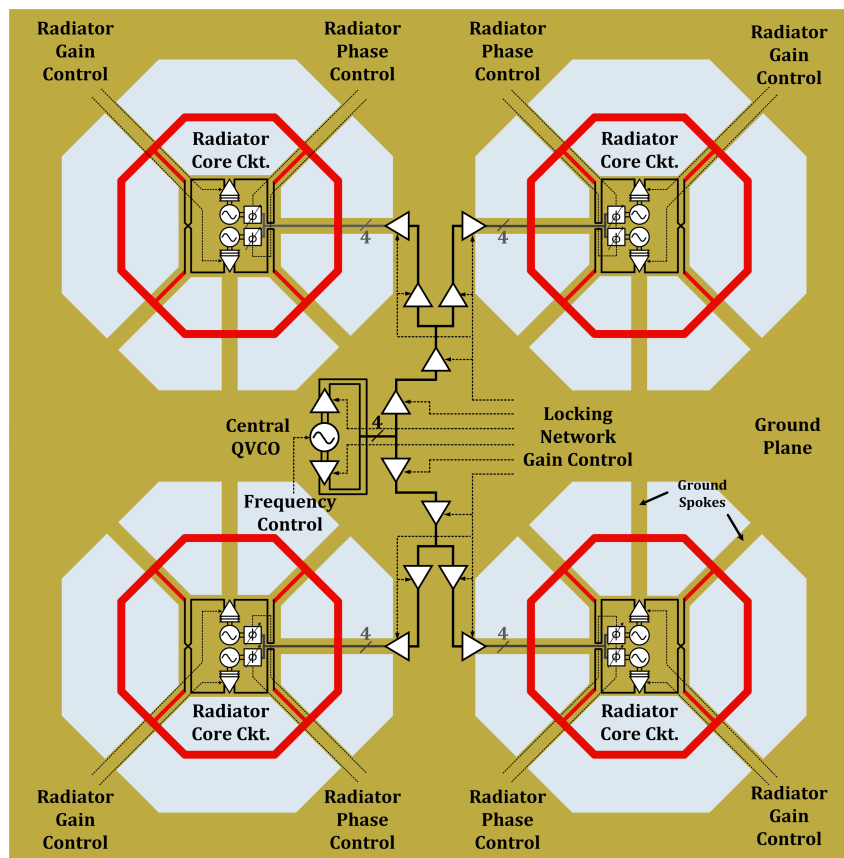 Radiator
Gain
Control
Radiator
Phase
Control
Radiator
Phase
Control
Radiator
Gain
Control
Radiator
Core Ckt.
Radiator
Core Ckt.
ϕ
ϕ
ϕ
ϕ
4
4
Central
QVCO
4
Locking
Network
Gain Control
Ground
Plane
Frequency
Control
Ground
Spokes
4
4
ϕ
ϕ
ϕ
ϕ
Radiator
Core Ckt.
Radiator
Core Ckt.
Radiator
Gain
Control
Radiator
Phase
Control
Radiator
Phase
Control
Radiator
Gain
Control